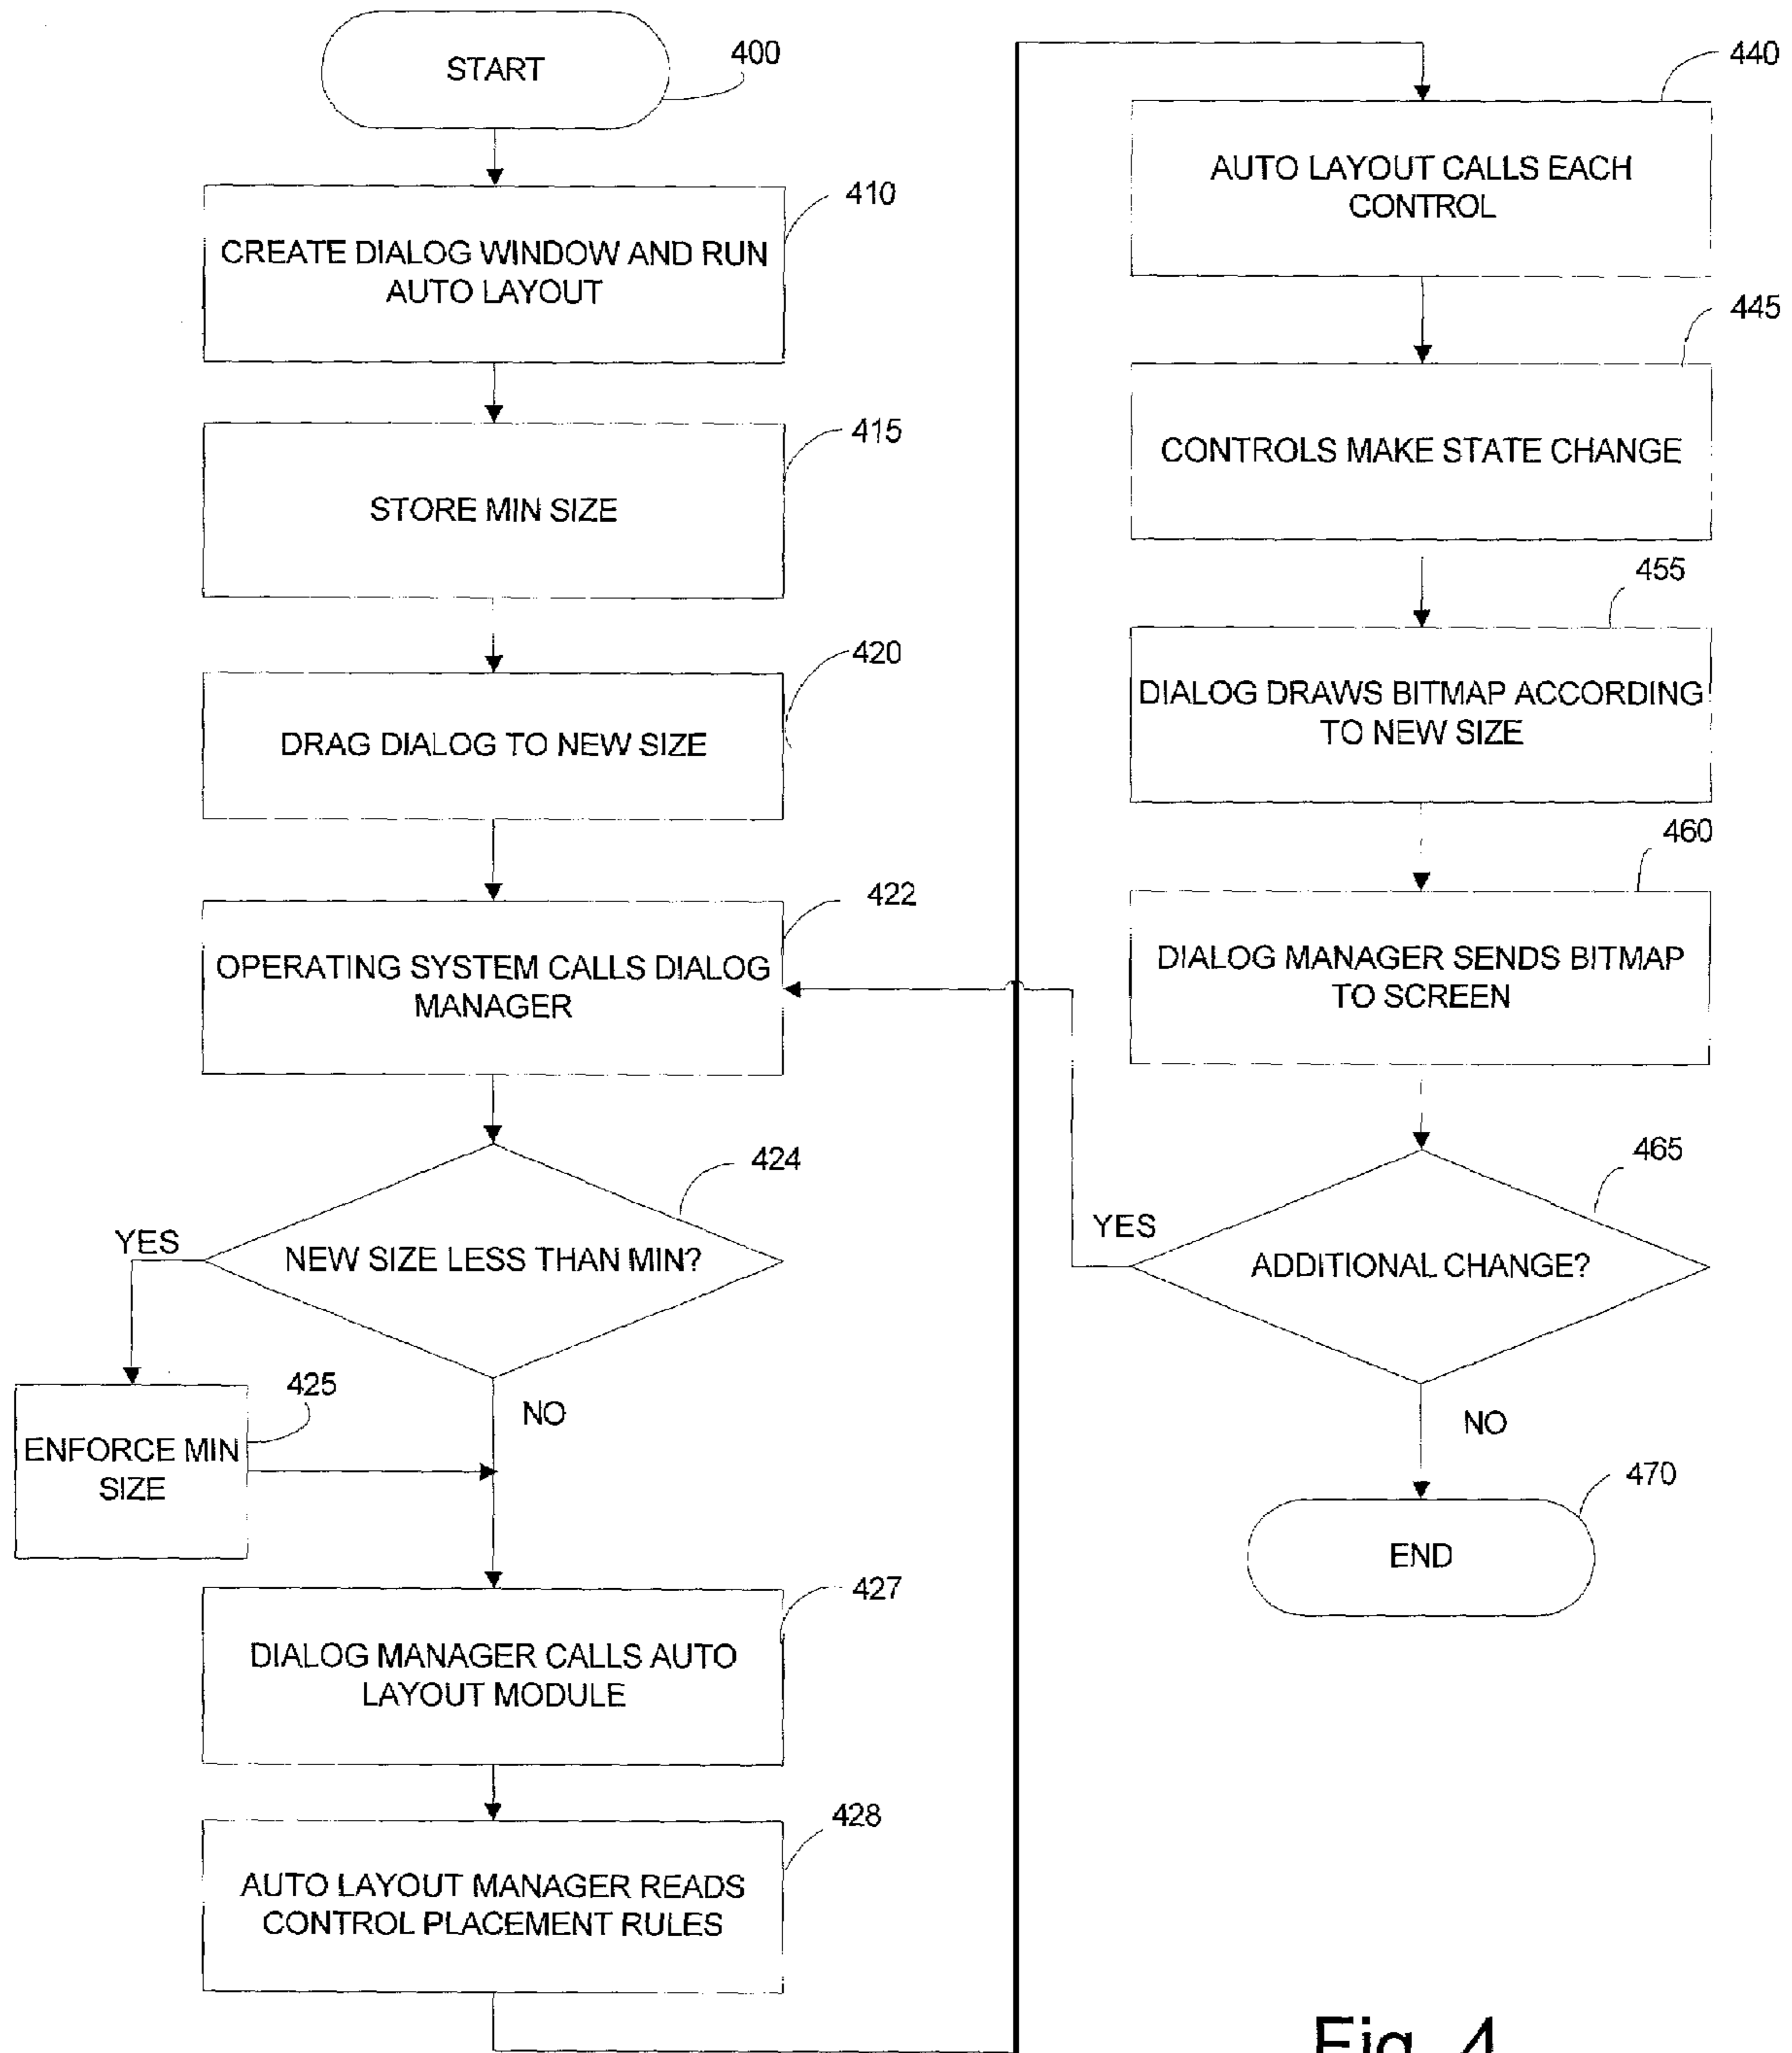 START
400
CREATE DIALOG WINDOW AND RUN
AUTO LAYOUT
410
STORE MIN SIZE
415
DRAG DIALOG TO NEW SIZE
420
OPERATING SYSTEM CALLS DIALOG
MANAGER
422
NEW SIZE LESS THAN MIN?
424
YES
NO
ENFORCE MIN
SIZE
425
DIALOG MANAGER CALLS AUTO
LAYOUT MODULE
427
AUTO LAYOUT MANAGER READS
CONTROL PLACEMENT RULES
428
AUTO LAYOUT CALLS EACH
CONTROL
440
CONTROLS MAKE STATE CHANGE
445
DIALOG DRAWS BITMAP ACCORDING
TO NEW SIZE
455
DIALOG MANAGER SENDS BITMAP
TO SCREEN
460
ADDITIONAL CHANGE?
465
YES
NO
END
470
Fig. 4